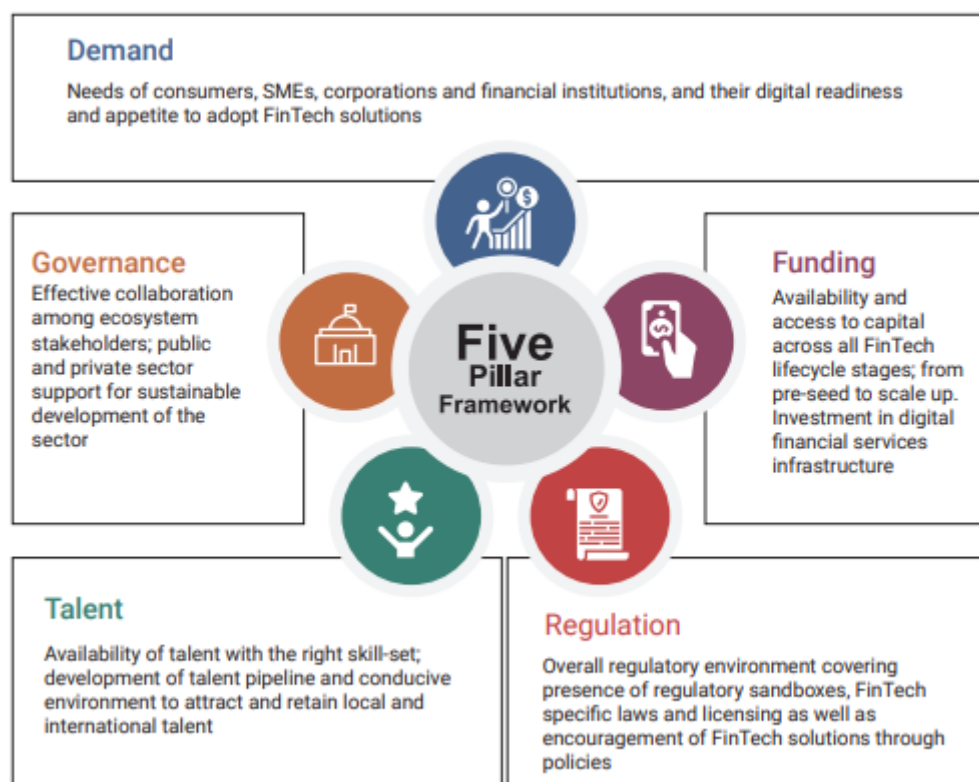 Demand
Needs of consumers, SMEs, corporations and financial institutions, and their digital readiness
and appetite to adopt FinTech solutions
Governance
Effective collaboration
among ecosystem
stakeholders; public
and private sector
support for sustainable
development of the
sector
Five
Pillar
Framework
Funding
Availability and
access to capital
across all FinTech
lifecycle stages; from
pre-seed to scale up.
Investment in digital
financial services
infrastructure
Talent
Availability of talent with the right skill-set;
development of talent pipeline and conducive
environment to attract and retain local and
international talent
Regulation
Overall regulatory environment covering
presence of regulatory sandboxes, FinTech
specific laws and licensing as well as
encouragement of FinTech solutions through
policies